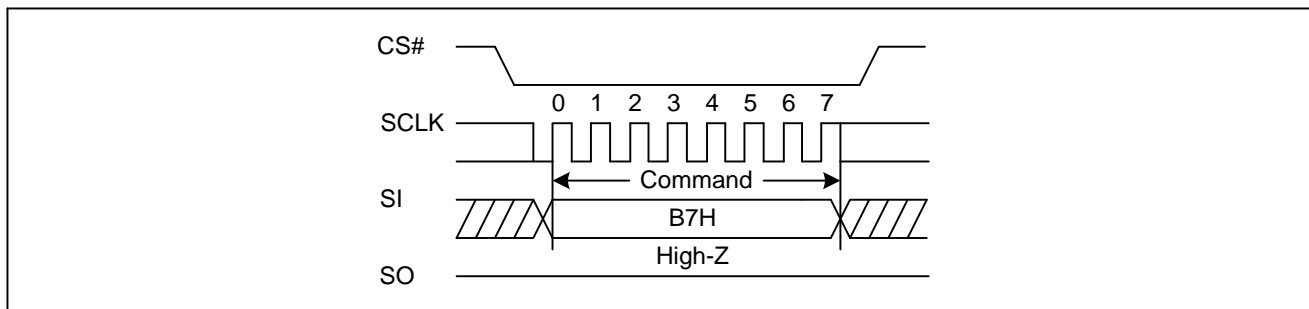 CS#
0 1 2 3 4 5 6 7
SCLK
Command
SI
B7H
High-Z
SO